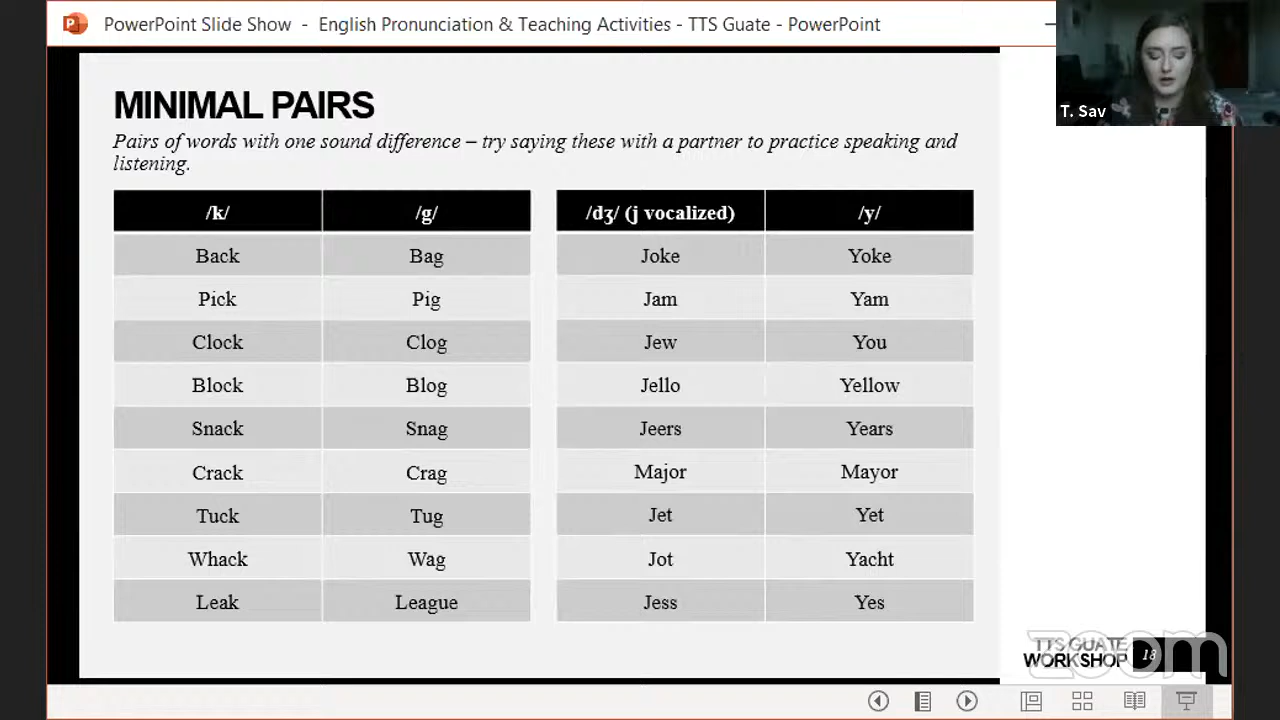 PowerPoint Slide Show - English Pronunciation & Teaching Activities - TTS Guate - PowerPoint
T. Sav
MINIMAL PAIRS
Pairs of words with one sound difference – try saying these with a partner to practice speaking and
listening.
/k/ /g/ /dʒ/ (j vocalized) /y/
Back Bag Joke Yoke
Pick Pig Jam Yam
Clock Clog Jew You
Block Blog Jello Yellow
Snack Snag Jeers Years
Crack Crag Major Mayor
Tuck Tug Jet Yet
Whack Wag Jot Yacht
Leak League Jess Yes
TTS GUATE
WORKSHOP 18
zoom